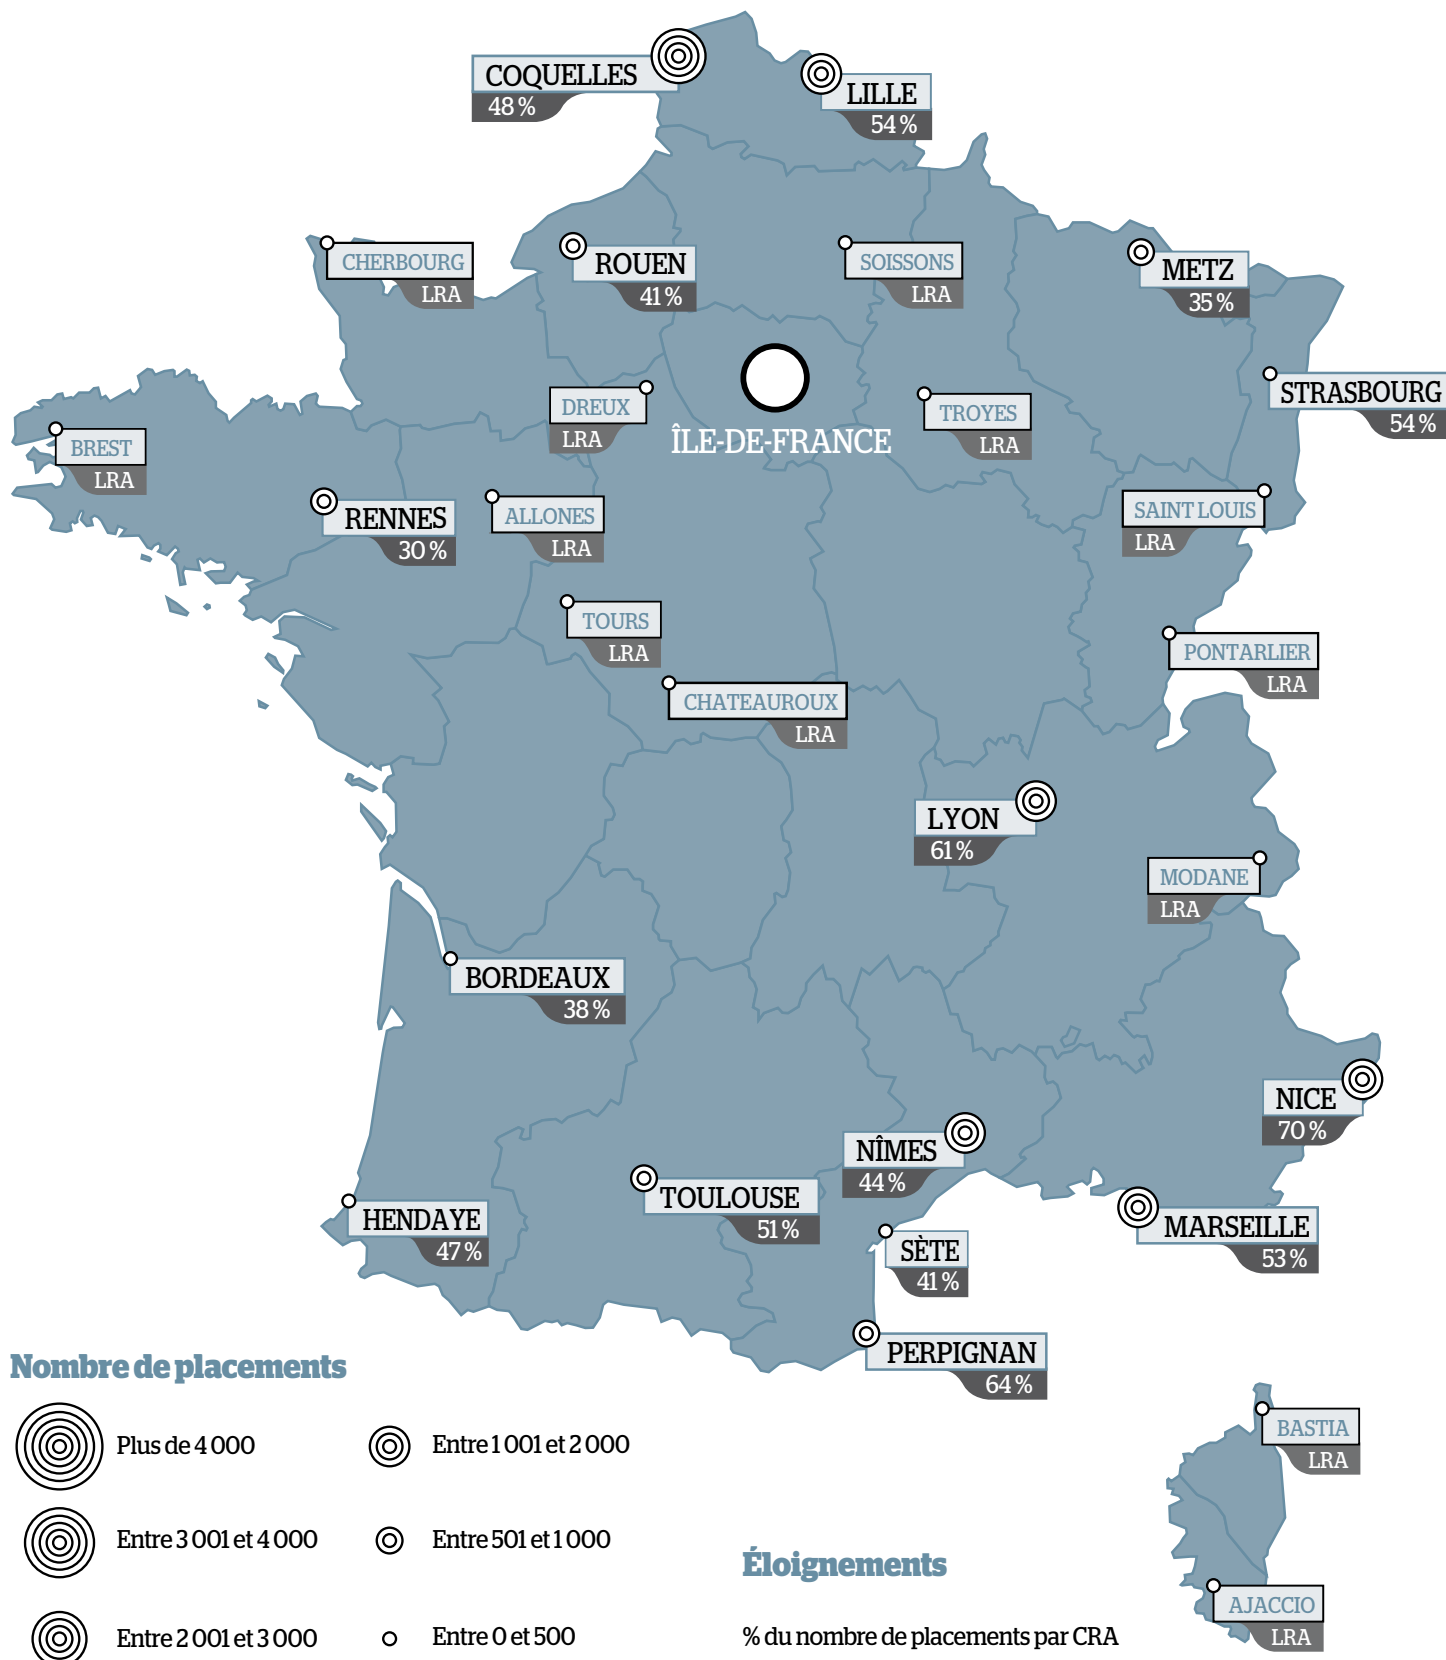 COQUELLES
48 %
LILLE
54 %
CHERBOURG
LRA
ROUEN
41 %
SOISSONS
LRA
METZ
35 %
STRASBOURG
54 %
DREUX
LRA
ÎLE-DE-FRANCE
TROYES
LRA
BREST
LRA
RENNES
30 %
ALLONES
LRA
SAINT LOUIS
LRA
TOURS
LRA
PONTARLIER
LRA
CHATEAUROUX
LRA
LYON
61 %
MODANE
LRA
BORDEAUX
38 %
NICE
70 %
NÎMES
44 %
TOULOUSE
51 %
HENDAYE
47 %
MARSEILLE
53 %
SÈTE
41 %
PERPIGNAN
64 %
BASTIA
LRA
AJACCIO
LRA
Nombre de placements
Plus de 4 000
Entre 3 001 et 4 000
Entre 2 001 et 3 000
Entre 1 001 et 2 000
Entre 501 et 1 000
Entre 0 et 500
Éloignements
% du nombre de placements par CRA